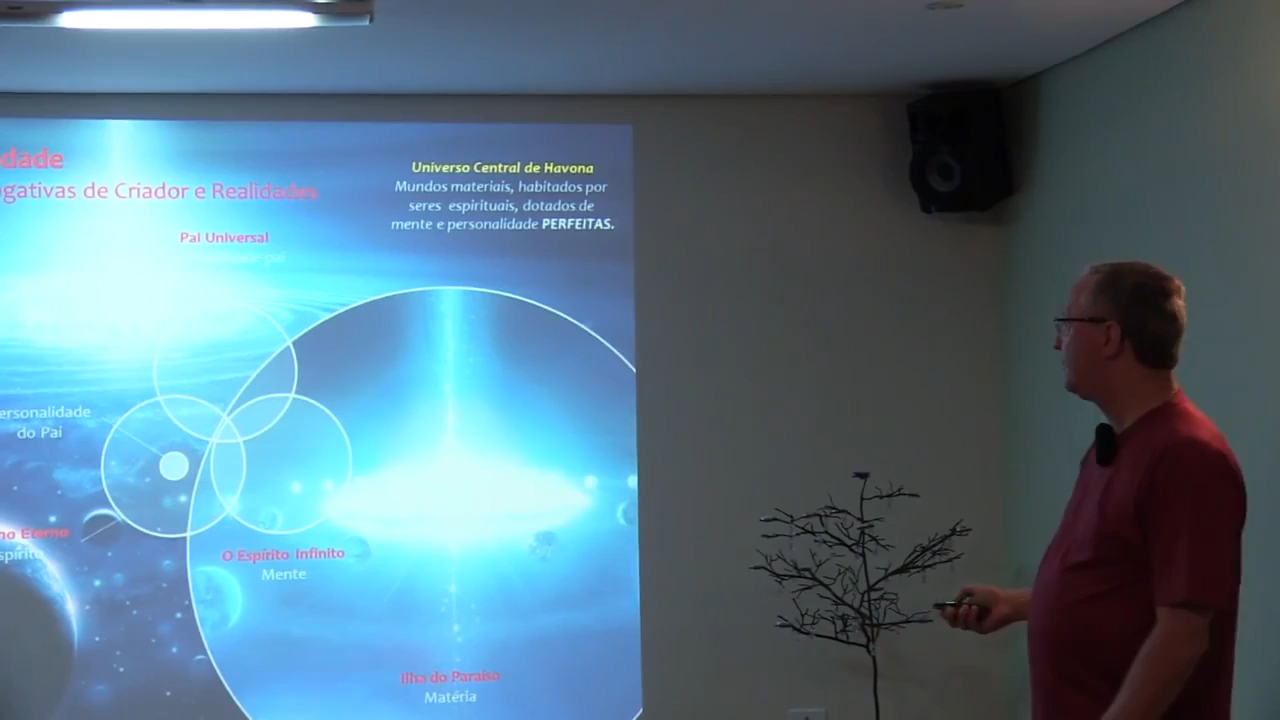 dade
gativas de Criador e Realidades
Universo Central de Havona
Mundos materiais, habitados por
seres espirituais, dotados de
mente e personalidade PERFEITAS.
Pai Universal
ersonalidade
do Pai
no Eterno
spírito
O Espírito Infinito
Mente
Ilha do Paraíso
Matéria